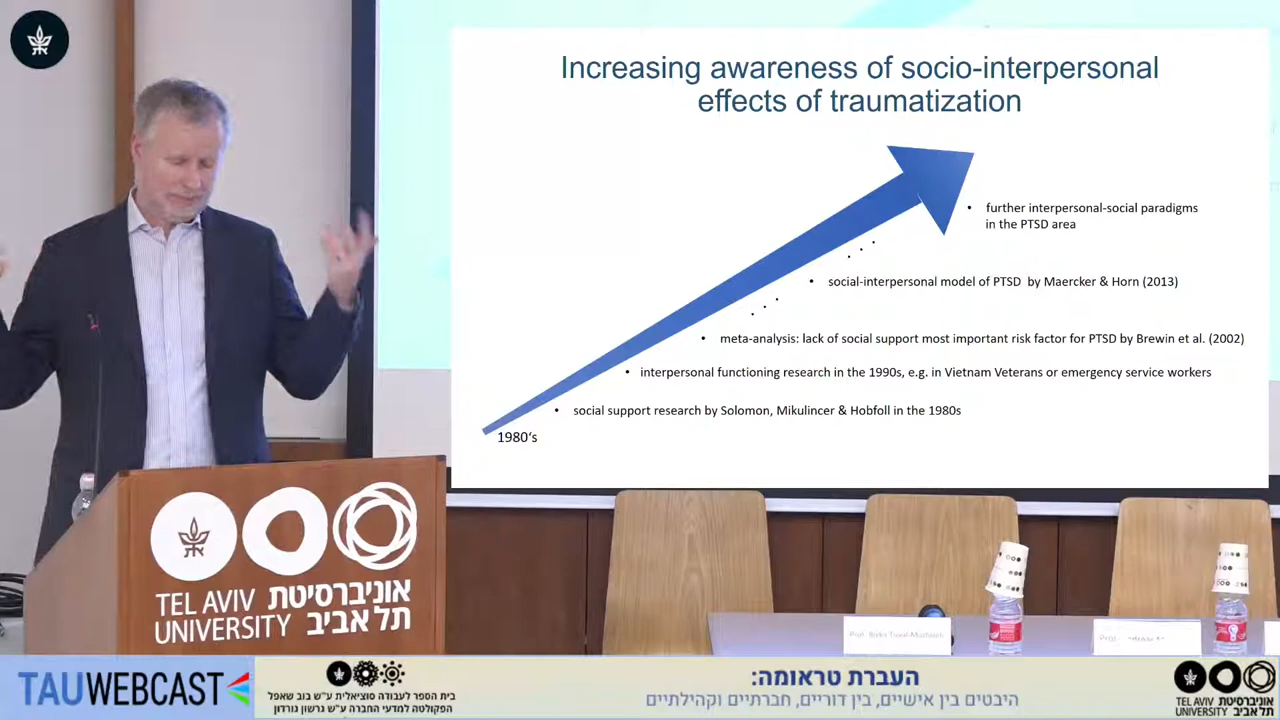 Increasing awareness of socio-interpersonal
effects of traumatization
• further interpersonal-social paradigms
in the PTSD area
• social-interpersonal model of PTSD by Maercker & Horn (2013)
• meta-analysis: lack of social support most important risk factor for PTSD by Brewin et al. (2002)
• interpersonal functioning research in the 1990s, e.g. in Vietnam Veterans or emergency service workers
• social support research by Solomon, Mikulincer & Hobfoll in the 1980s
1980‘s
TEL AVIV אוניברסיטת
UNIVERSITY תל אביב
Prof. Rivka Tuval-Mashiach
Prof.
TAUWEBCAST
בית הספר לעבודה סוציאלית ע"ש בוב שאפל
הפקולטה למדעי החברה ע"ש גרשון גורדון
העברת טראומה:
היבטים בין אישיים, בין דוריים, חברתיים וקהילתיים
אוניברסיטת TEL AVIV
תל אביב UNIVERSITY